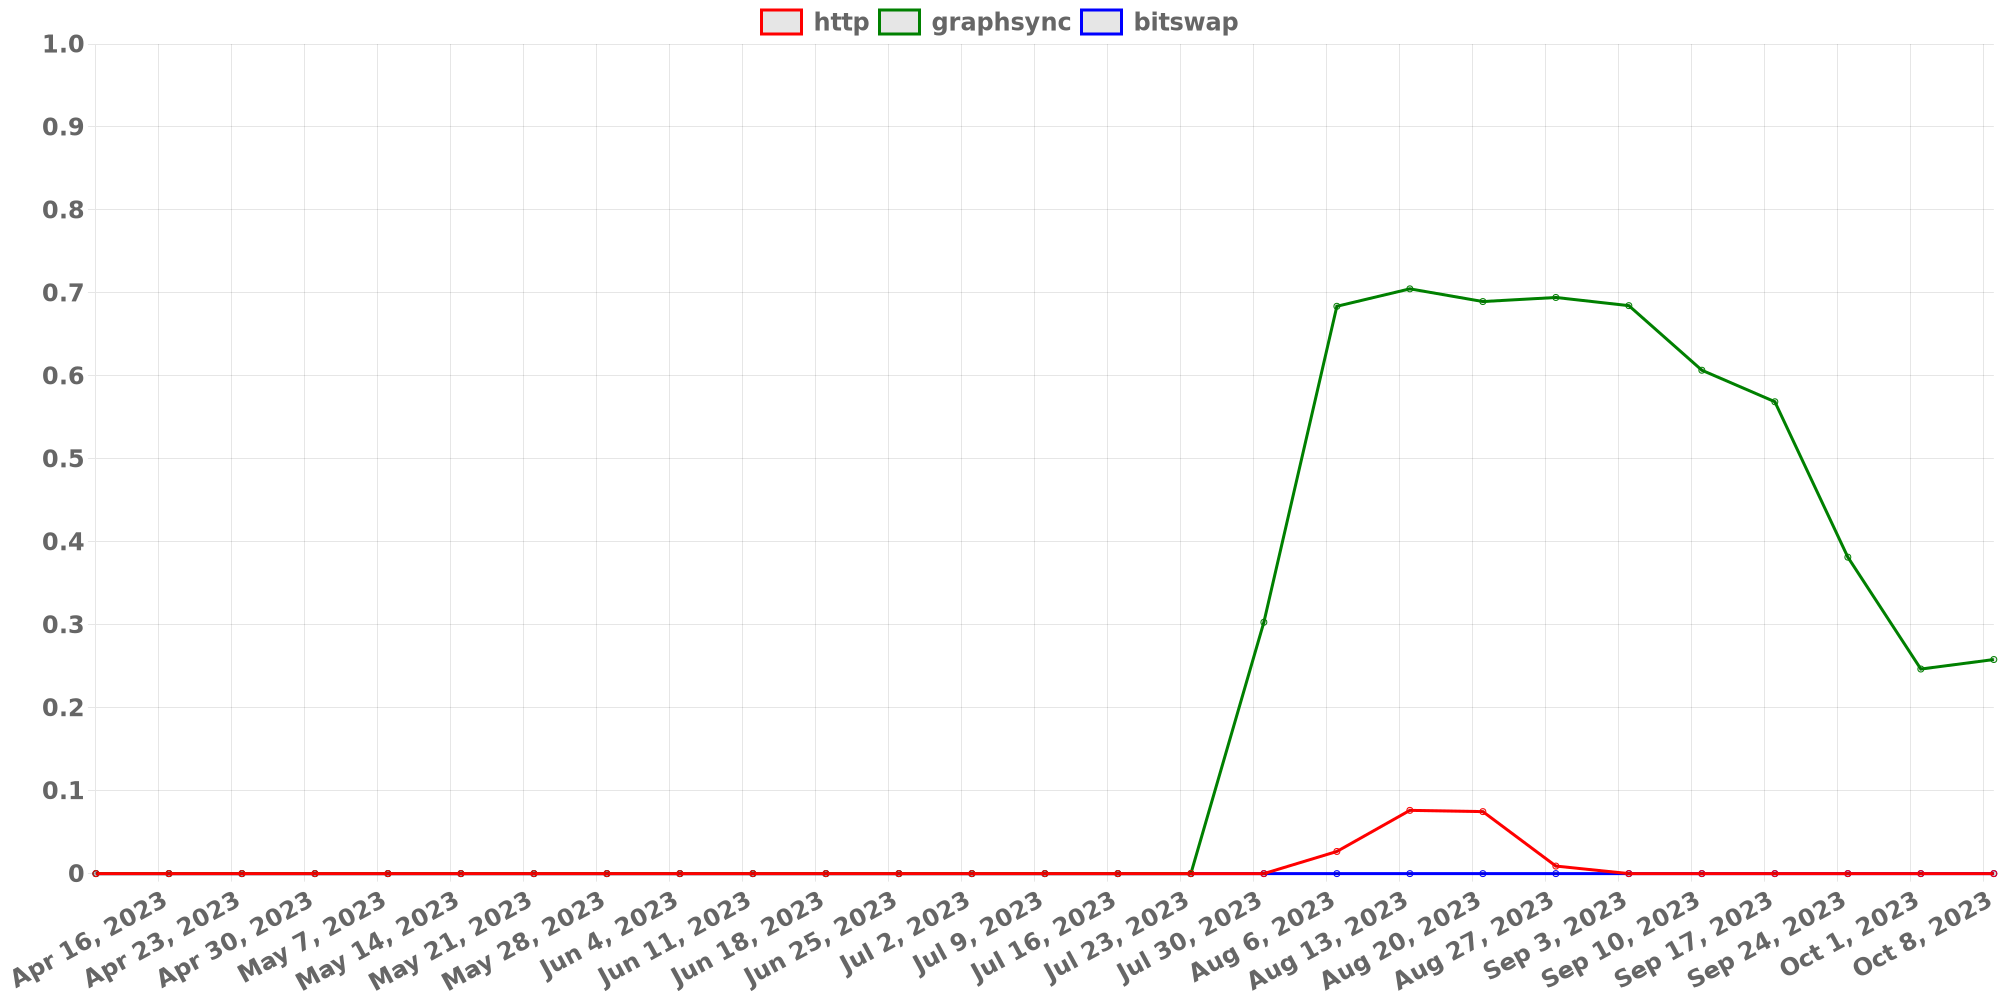 http graphsync bitswap
1.0
0.9
0.8
0.7
0.6
0.5
0.4
0.3
0.2
0.1
0
Apr 16, 2023
Apr 23, 2023
Apr 30, 2023
May 7, 2023
May 14, 2023
May 21, 2023
May 28, 2023
Jun 4, 2023
Jun 11, 2023
Jun 18, 2023
Jun 25, 2023
Jul 2, 2023
Jul 9, 2023
Jul 16, 2023
Jul 23, 2023
Jul 30, 2023
Aug 6, 2023
Aug 13, 2023
Aug 20, 2023
Aug 27, 2023
Sep 3, 2023
Sep 10, 2023
Sep 17, 2023
Sep 24, 2023
Oct 1, 2023
Oct 8, 2023